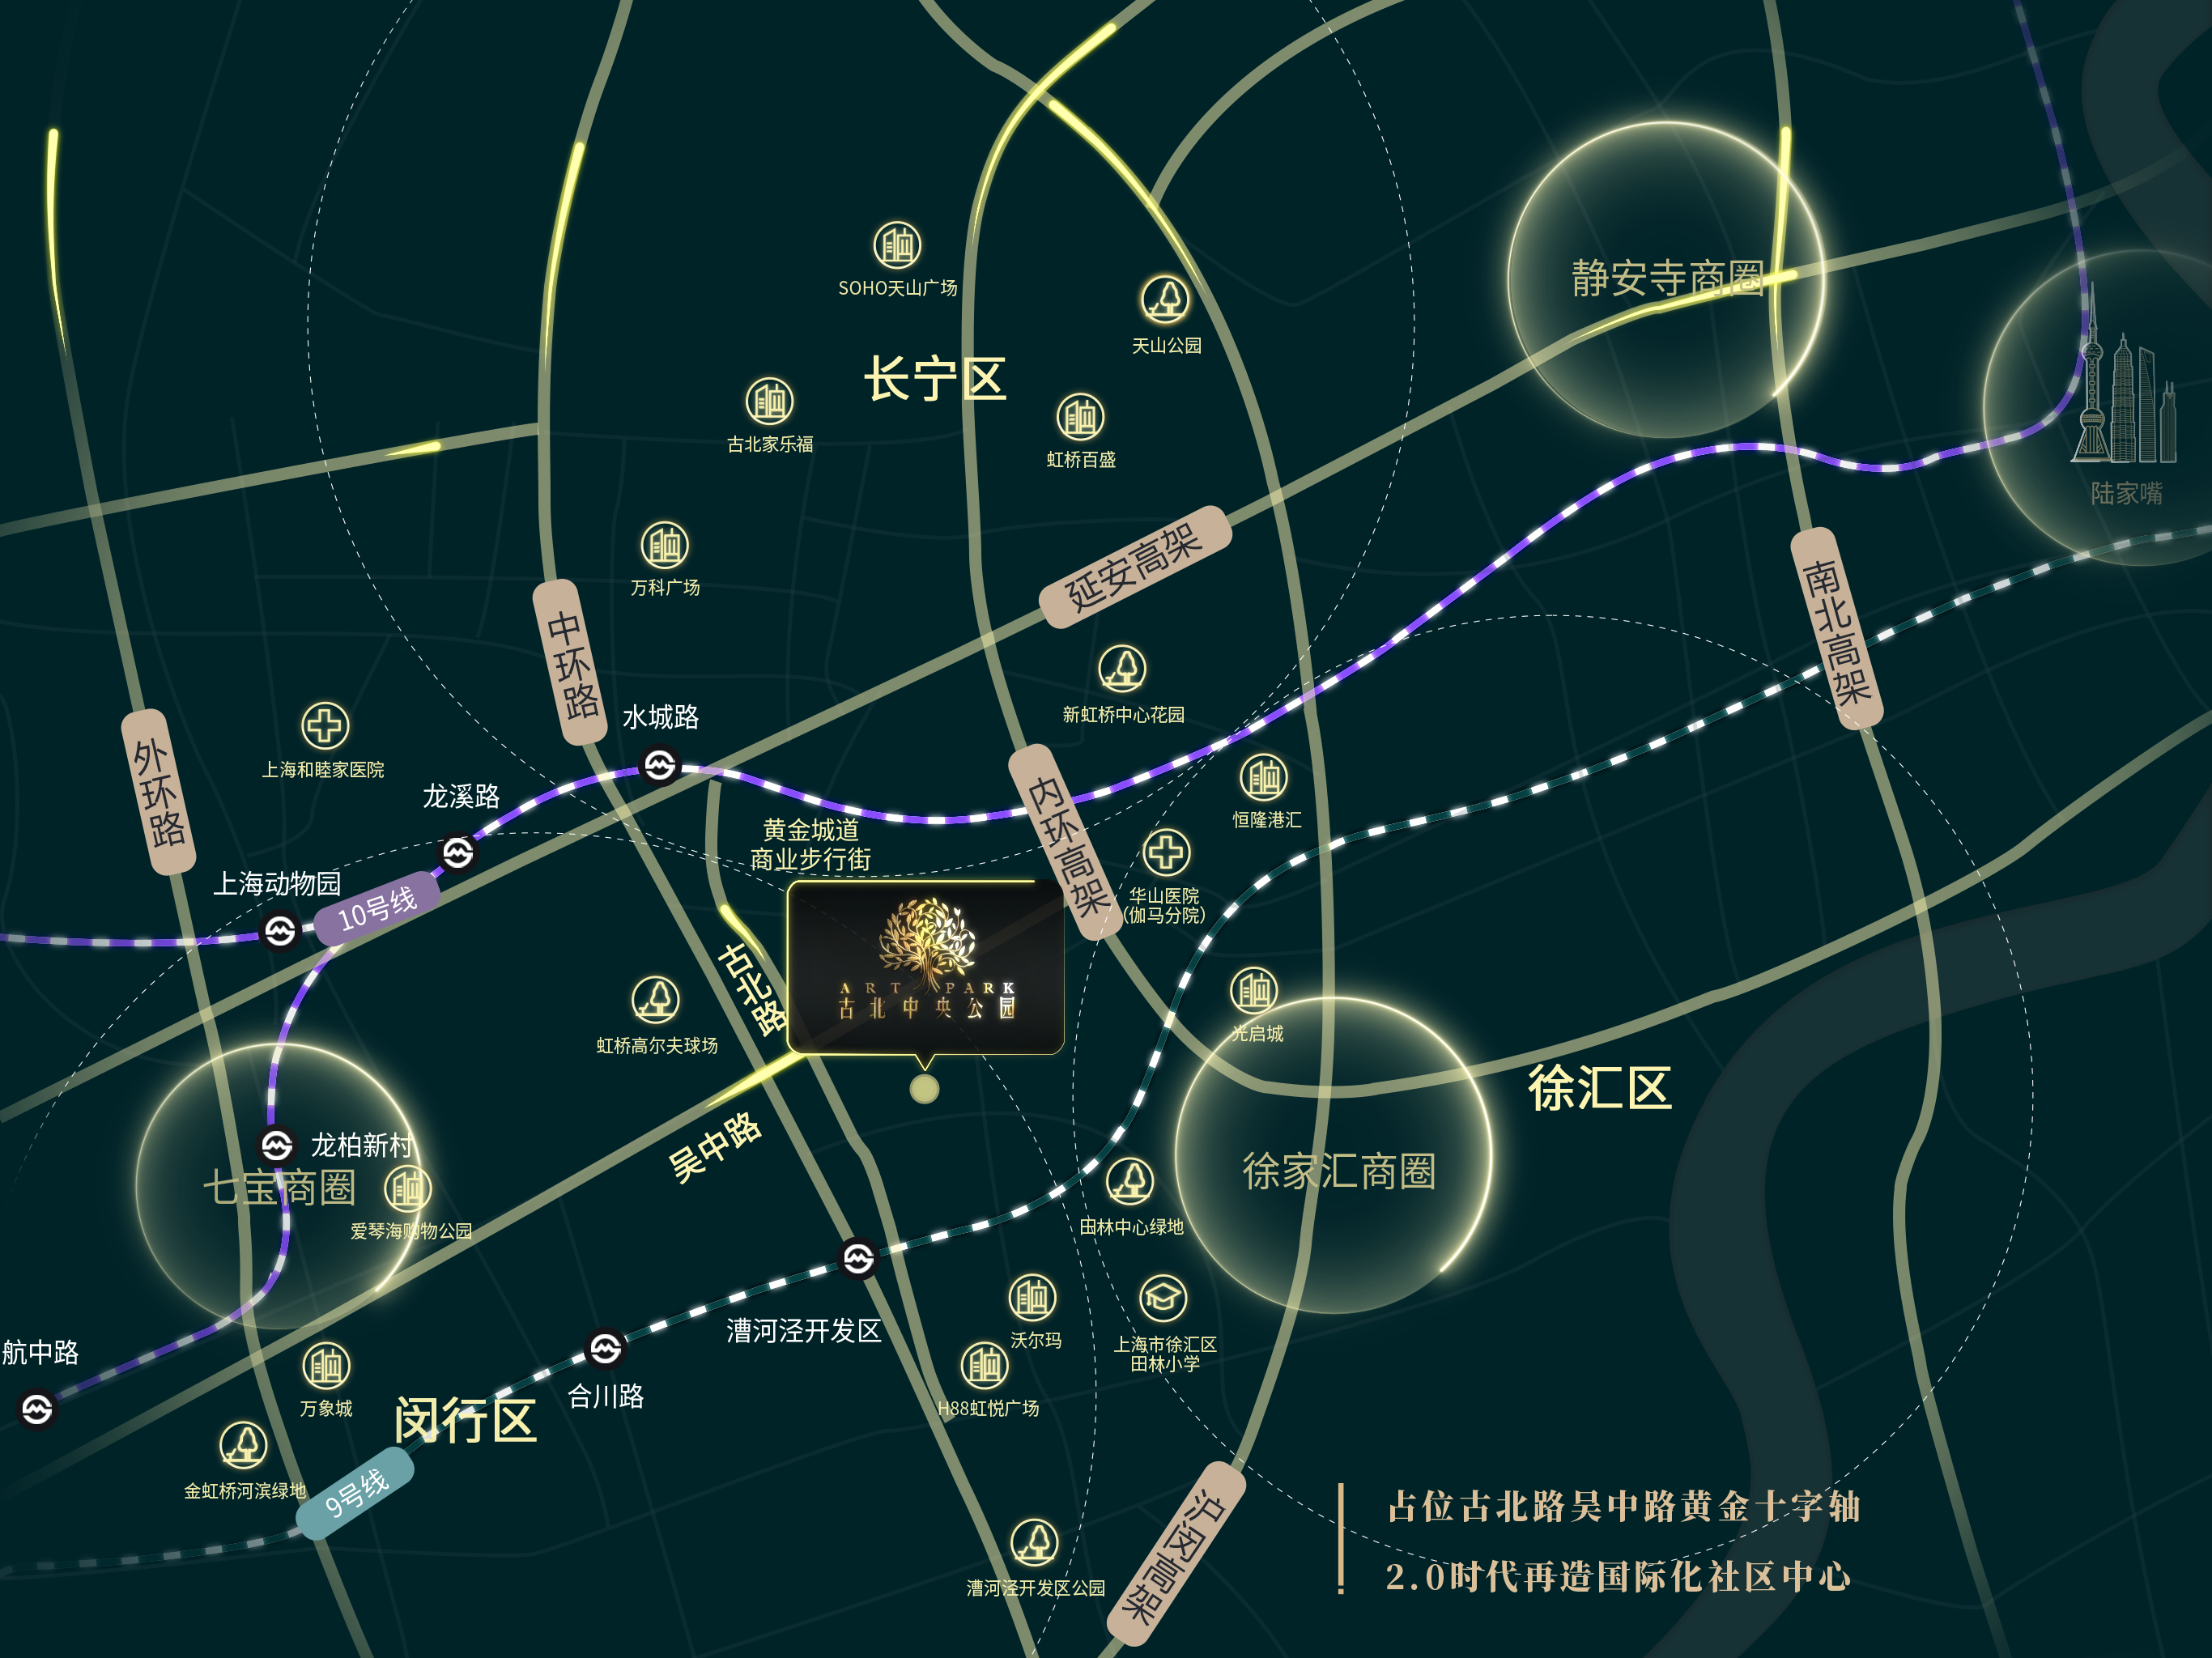 SOHO天山广场
静安寺商圈
天山公园
长宁区
古北家乐福
虹桥百盛
陆家嘴
万科广场
延安高架
南北高架
中环路
新虹桥中心花园
水城路
上海和睦家医院
外环路
龙溪路
内环高架
恒隆港汇
黄金城道
商业步行街
上海动物园
10号线
华山医院
(伽马分院)
ART PARK
古北中央公园
古北路
虹桥高尔夫球场
光启城
徐汇区
吴中路
龙柏新村
七宝商圈
徐家汇商圈
爱琴海购物公园
田林中心绿地
漕河泾开发区
沃尔玛
上海市徐汇区
田林小学
航中路
合川路
万象城
H88虹悦广场
闵行区
金虹桥河滨绿地
9号线
沪闵高架
漕河泾开发区公园
占位古北路吴中路黄金十字轴
2.0时代再造国际化社区中心